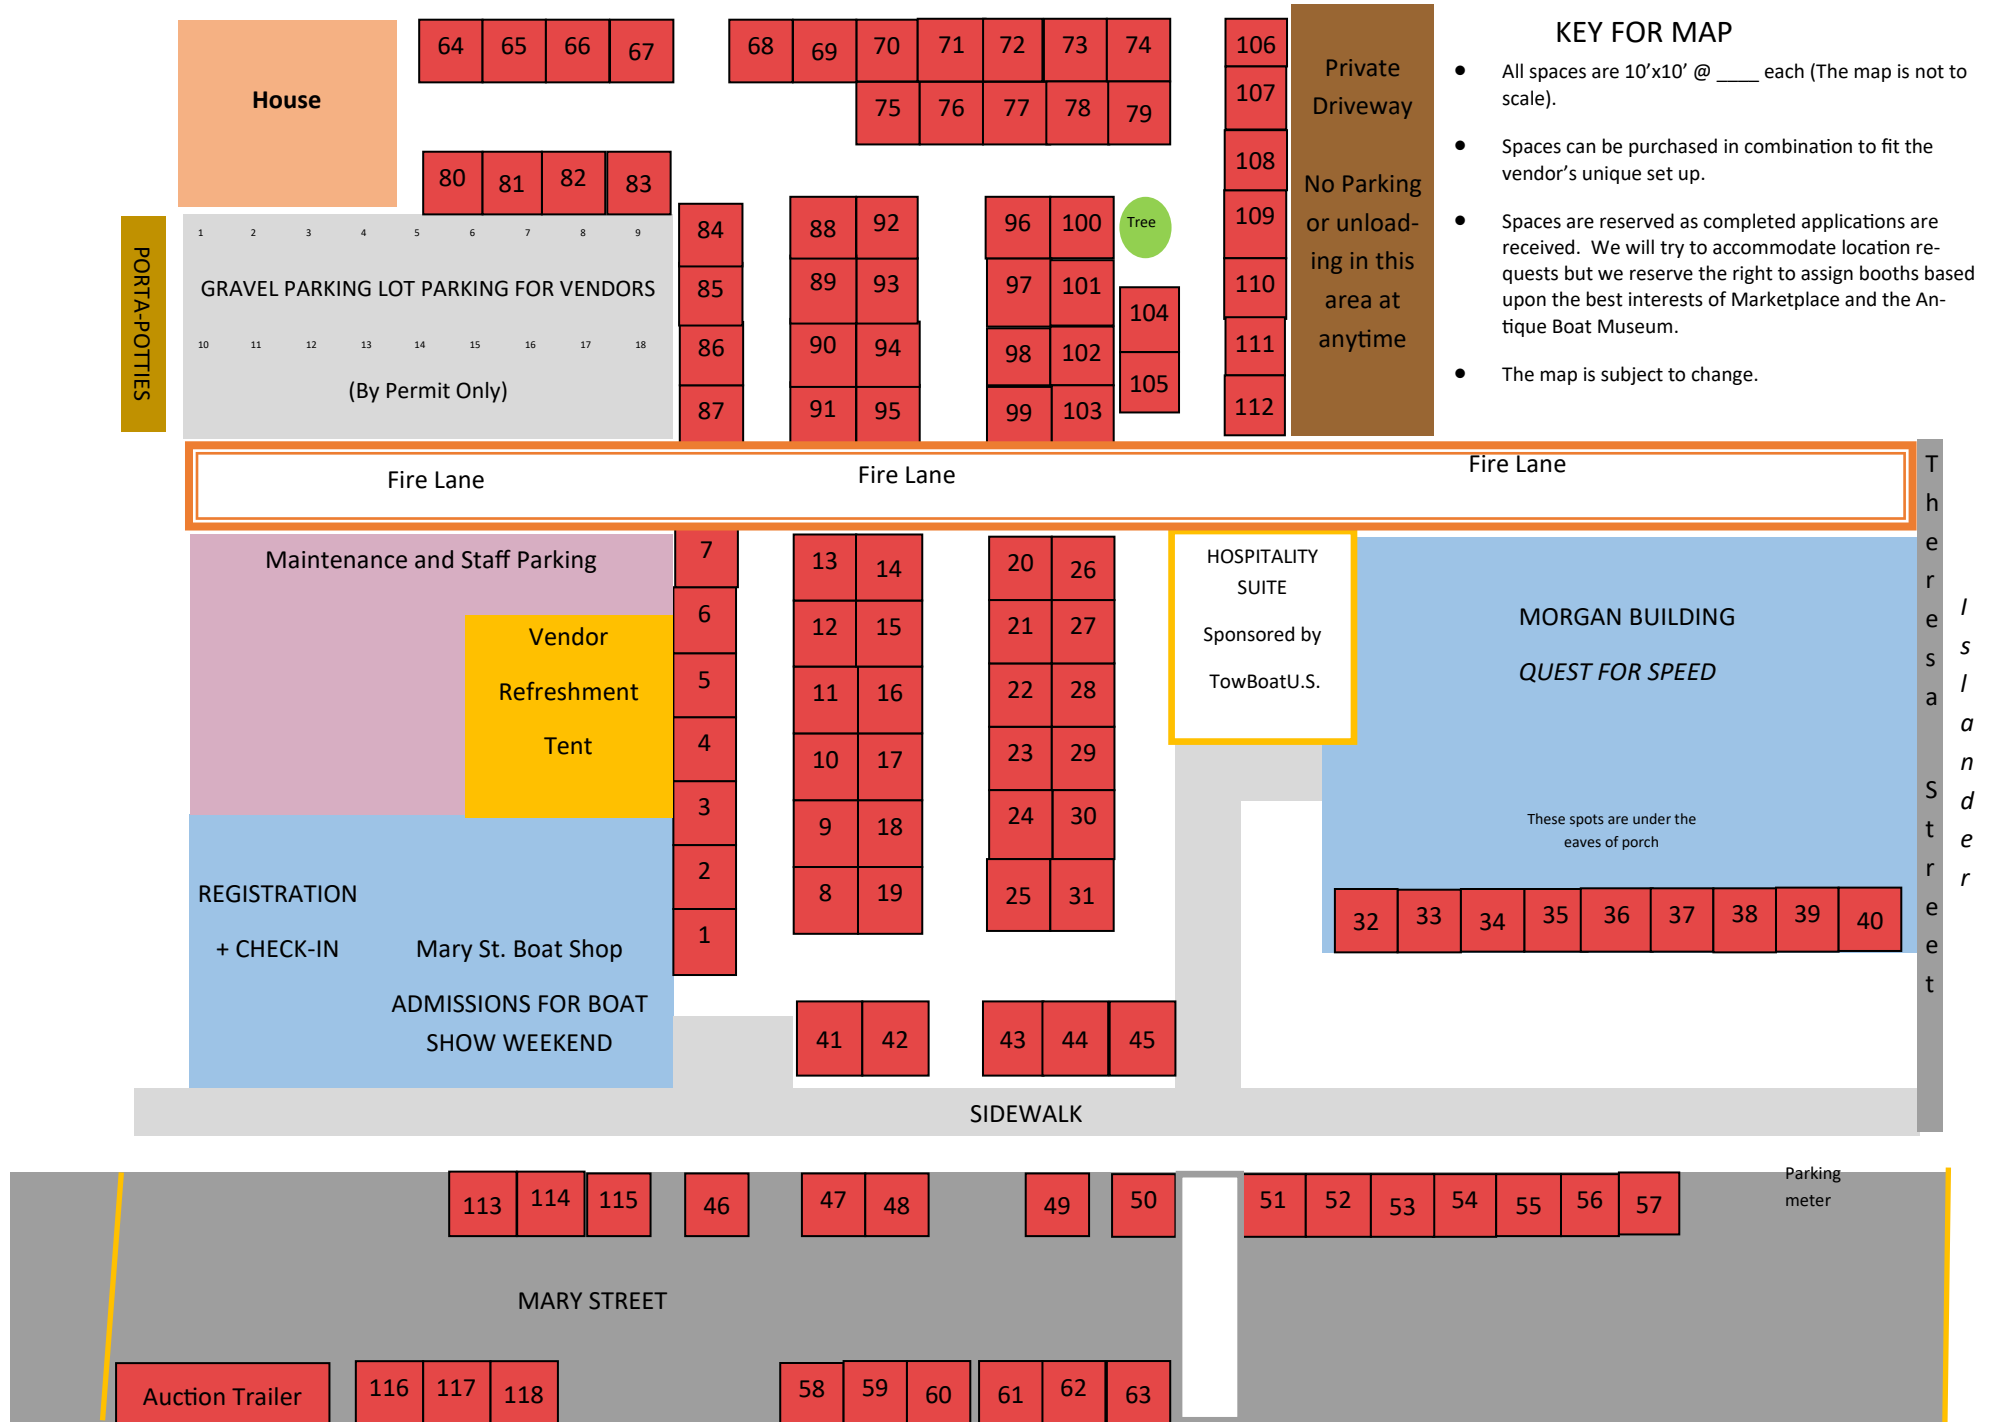 KEY FOR MAP
• All spaces are 10’x10’ @ ____ each (The map is not to
scale).
• Spaces can be purchased in combination to fit the
vendor’s unique set up.
• Spaces are reserved as completed applications are
received. We will try to accommodate location re-
quests but we reserve the right to assign booths based
upon the best interests of Marketplace and the An-
tique Boat Museum.
• The map is subject to change.
House
64 65 66 67
68 69 70 71 72 73 74
75 76 77 78 79
80 81 82 83
106
107
108
109
110
111
112
Private
Driveway
No Parking
or unload-
ing in this
area at
anytime
PORTA-POTTIES
1 2 3 4 5 6 7 8 9
GRAVEL PARKING LOT PARKING FOR VENDORS
10 11 12 13 14 15 16 17 18
(By Permit Only)
84
85
86
87
88 92
89 93
90 94
91 95
96 100
97 101
98 102
99 103
Tree
104
105
Fire Lane Fire Lane Fire Lane
Maintenance and Staff Parking
Vendor
Refreshment
Tent
7
6
5
4
3
2
1
13 14
12 15
11 16
10 17
9 18
8 19
20 26
21 27
22 28
23 29
24 30
25 31
HOSPITALITY
SUITE
Sponsored by
TowBoatU.S.
MORGAN BUILDING
QUEST FOR SPEED
These spots are under the
eaves of porch
32 33 34 35 36 37 38 39 40
Theresa Street
Islander
REGISTRATION
+ CHECK-IN
Mary St. Boat Shop
ADMISSIONS FOR BOAT
SHOW WEEKEND
41 42 43 44 45
SIDEWALK
113 114 115 46 47 48 49 50 51 52 53 54 55 56 57
Parking
meter
MARY STREET
Auction Trailer
116 117 118 58 59 60 61 62 63